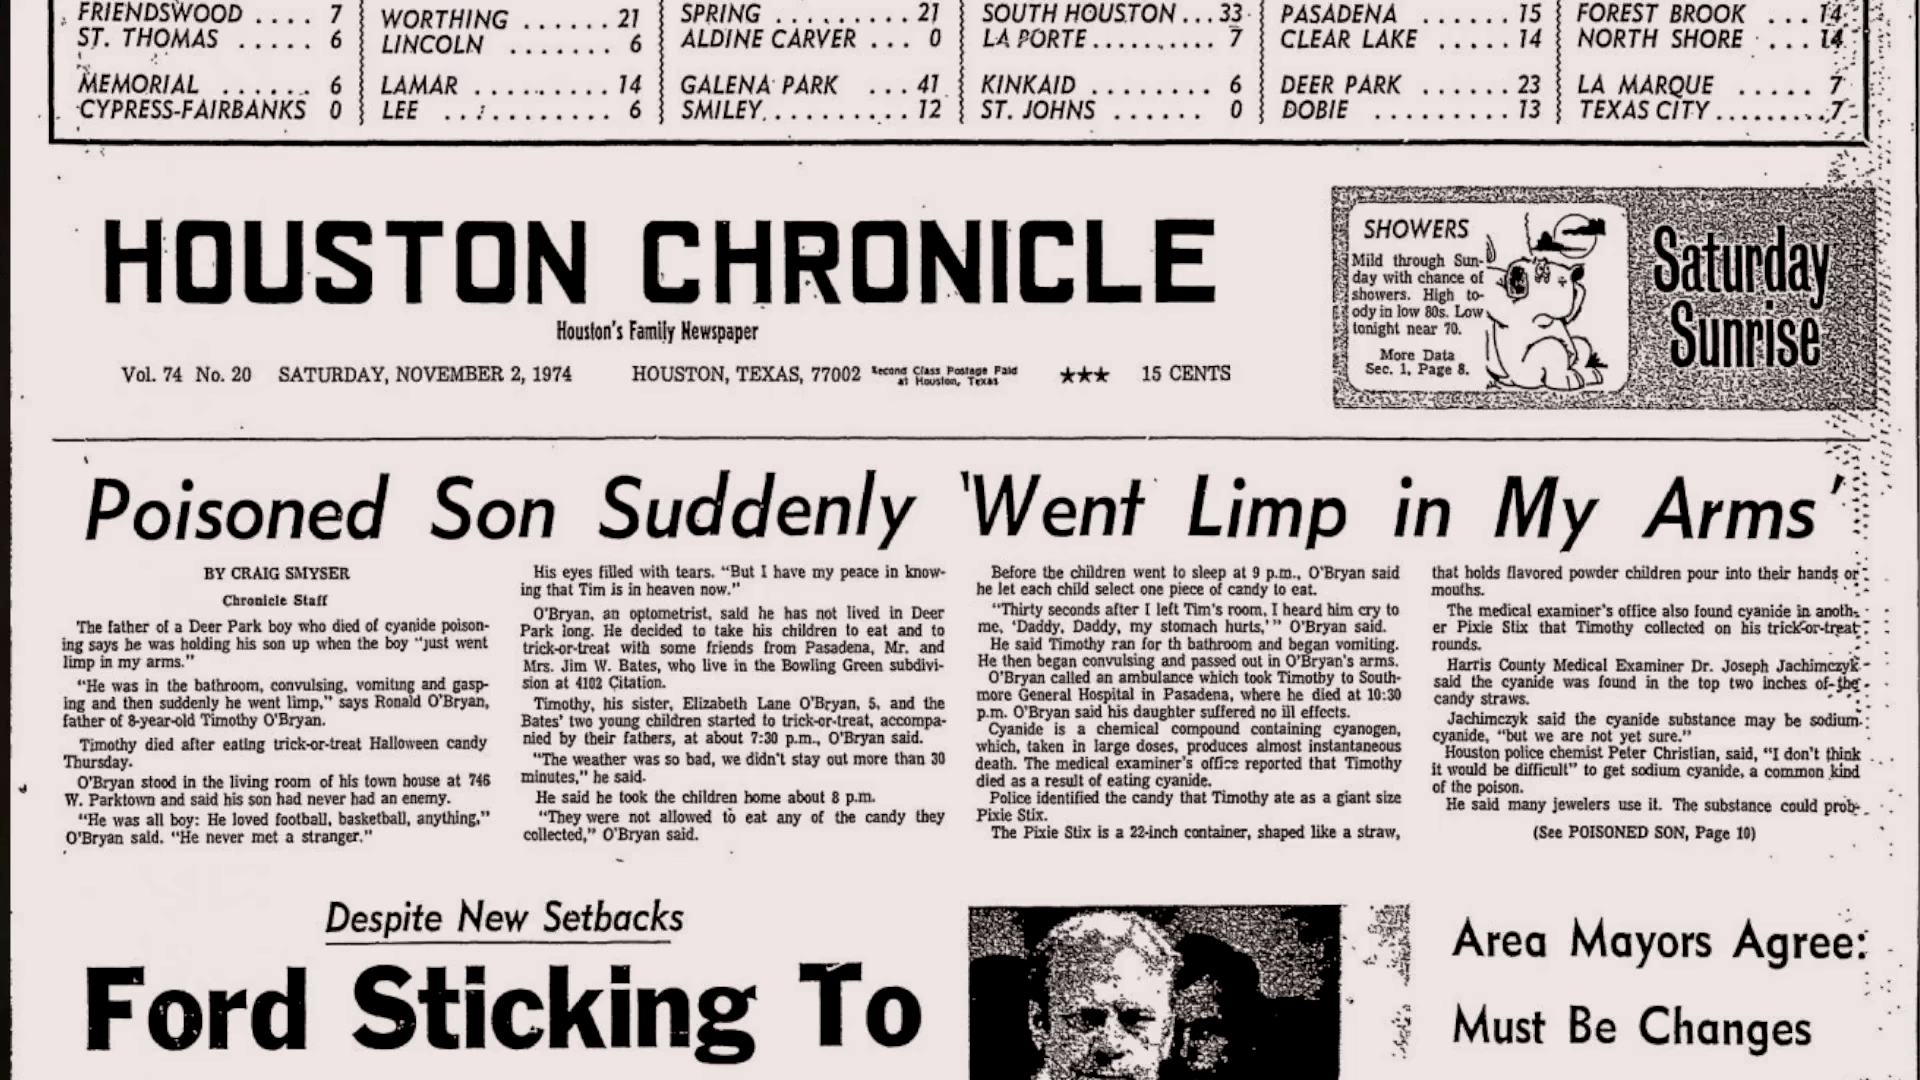 FRIENDSWOOD .... 7
ST. THOMAS ..... 6
MEMORIAL ...... 6
CYPRESS-FAIRBANKS 0
WORTHING ...... 21
LINCOLN ....... 6
LAMAR .......... 14
LEE .......... 6
SPRING ......... 21
ALDINE CARVER ... 0
GALENA PARK ... 41
SMILEY.......... 12
SOUTH HOUSTON ... 33
LA PORTE.......... 7
KINKAID ........ 6
ST. JOHNS ...... 0
PASADENA ...... 15
CLEAR LAKE ..... 14
DEER PARK ...... 23
DOBIE ......... 13
FOREST BROOK ... 14
NORTH SHORE ... 14
LA MARQUE ..... 7
TEXAS CITY ........ 7
HOUSTON CHRONICLE
Houston's Family Newspaper
Vol. 74 No. 20 SATURDAY, NOVEMBER 2, 1974 HOUSTON, TEXAS, 77002 Second Class Postage Paid at Houston, Texas ★★★ 15 CENTS
SHOWERS
Mild through Sun-
day with chance of
showers. High to-
ody in low 80s. Low
tonight near 70.
More Data
Sec. 1, Page 8.
Saturday
Sunrise
Poisoned Son Suddenly 'Went Limp in My Arms'
BY CRAIG SMYSER
Chronicle Staff
The father of a Deer Park boy who died of cyanide poison-
ing says he was holding his son up when the boy "just went
limp in my arms."
"He was in the bathroom, convulsing, vomiting and gasp-
ing and then suddenly he went limp," says Ronald O'Bryan,
father of 8-year-old Timothy O'Bryan.
Timothy died after eating trick-or-treat Halloween candy
Thursday.
O'Bryan stood in the living room of his town house at 746
W. Parktown and said his son had never had an enemy.
"He was all boy: He loved football, basketball, anything,"
O'Bryan said. "He never met a stranger."
His eyes filled with tears. "But I have my peace in know-
ing that Tim is in heaven now."
O'Bryan, an optometrist, said he has not lived in Deer
Park long. He decided to take his children to eat and to
trick-or-treat with some friends from Pasadena, Mr. and
Mrs. Jim W. Bates, who live in the Bowling Green subdivi-
sion at 4102 Citation.
Timothy, his sister, Elizabeth Lane O'Bryan, 5, and the
Bates' two young children started to trick-or-treat, accompa-
nied by their fathers, at about 7:30 p.m., O'Bryan said.
"The weather was so bad, we didn't stay out more than 30
minutes," he said.
He said he took the children home about 8 p.m.
"They were not allowed to eat any of the candy they
collected," O'Bryan said.
Before the children went to sleep at 9 p.m., O'Bryan said
he let each child select one piece of candy to eat.
"Thirty seconds after I left Tim's room, I heard him cry to
me, 'Daddy, Daddy, my stomach hurts,'" O'Bryan said.
He said Timothy ran for th bathroom and began vomiting.
He then began convulsing and passed out in O'Bryan's arms.
O'Bryan called an ambulance which took Timothy to South-
more General Hospital in Pasadena, where he died at 10:30
p.m. O'Bryan said his daughter suffered no ill effects.
Cyanide is a chemical compound containing cyanogen,
which, taken in large doses, produces almost instantaneous
death. The medical examiner's office reported that Timothy
died as a result of eating cyanide.
Police identified the candy that Timothy ate as a giant size
Pixie Stix.
The Pixie Stix is a 22-inch container, shaped like a straw,
that holds flavored powder children pour into their hands or
mouths.
The medical examiner's office also found cyanide in anoth-
er Pixie Stix that Timothy collected on his trick-or-treat
rounds.
Harris County Medical Examiner Dr. Joseph Jachimczyk
said the cyanide was found in the top two inches of the
candy straws.
Jachimczyk said the cyanide substance may be sodium
cyanide, "but we are not yet sure."
Houston police chemist Peter Christian, said, "I don't think
it would be difficult" to get sodium cyanide, a common kind
of the poison.
He said many jewelers use it. The substance could prob-
(See POISONED SON, Page 10)
Despite New Setbacks
Ford Sticking To
Area Mayors Agree:
Must Be Changes